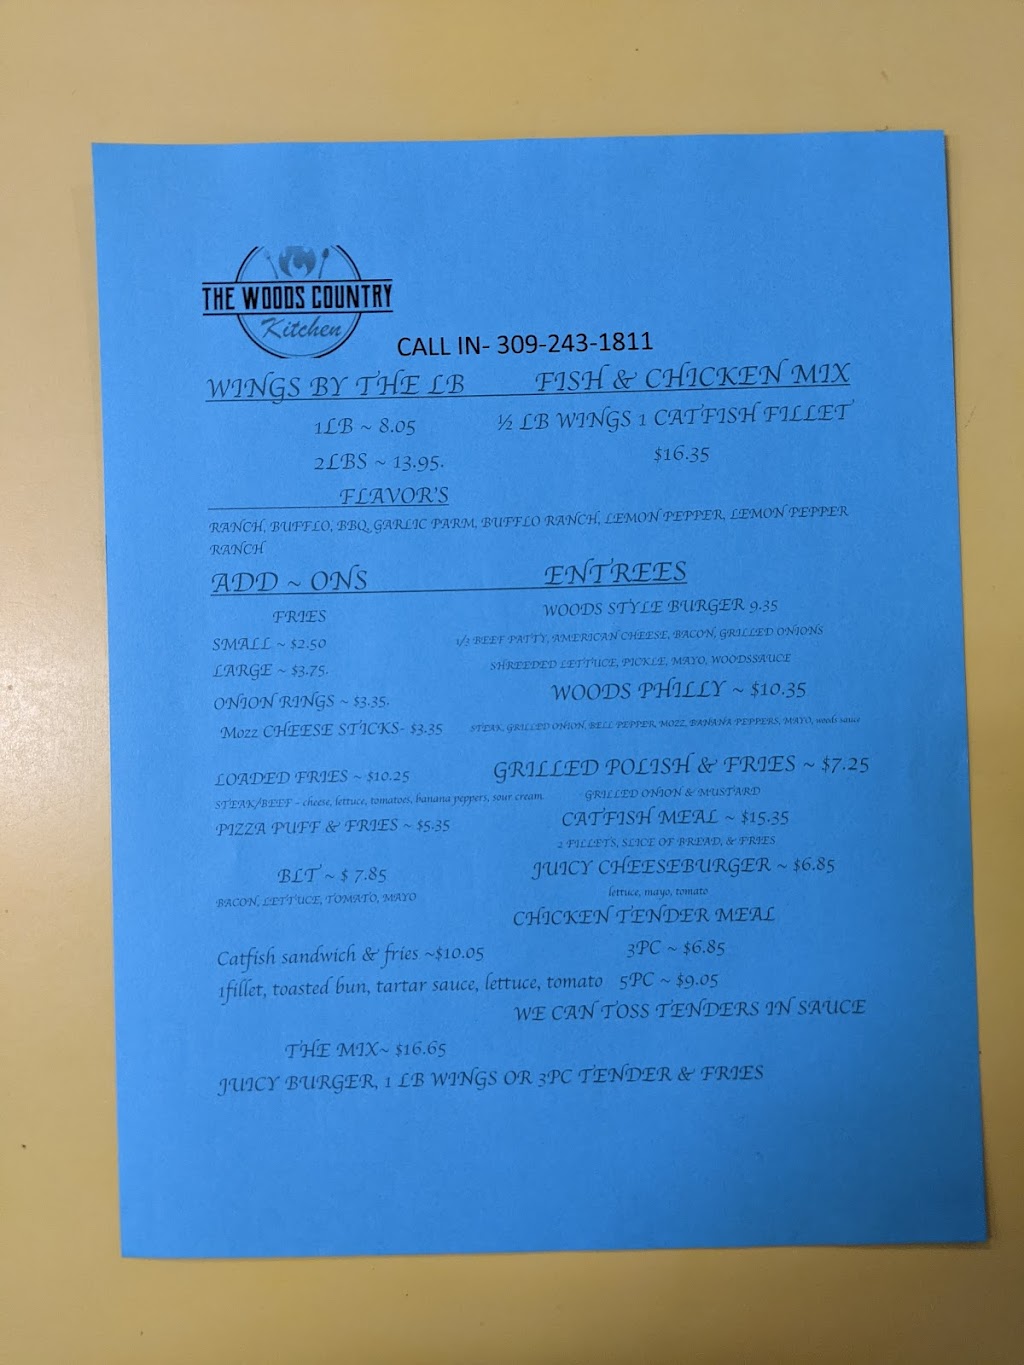 THE WOODS COUNTRY
Kitchen
CALL IN- 309-243-1811
WINGS BY THE LB FISH & CHICKEN MIX
1LB ~ 8.05 ½ LB WINGS 1 CATFISH FILLET
2LBS ~ 13.95. $16.35
FLAVOR'S
RANCH, BUFFLO, BBQ, GARLIC PARM, BUFFLO RANCH, LEMON PEPPER, LEMON PEPPER
RANCH
ADD ~ ONS ENTREES
FRIES WOODS STYLE BURGER 9.35
SMALL ~ $2.50 1/3 BEEF PATTY, AMERICAN CHEESE, BACON, GRILLED ONIONS
LARGE ~ $3.75. SHREEDED LETTUCE, PICKLE, MAYO, WOODSSAUCE
ONION RINGS ~ $3.35. WOODS PHILLY ~ $10.35
Mozz CHEESE STICKS- $3.35 STEAK, GRILLED ONION, BELL PEPPER, MOZZ, BANANA PEPPERS, MAYO, woods sauce
LOADED FRIES ~ $10.25 GRILLED POLISH & FRIES ~ $7.25
STEAK/BEEF – cheese, lettuce, tomatoes, banana peppers, sour cream. GRILLED ONION & MUSTARD
PIZZA PUFF & FRIES ~ $5.35 CATFISH MEAL ~ $15.35
2 FILLETS, SLICE OF BREAD, & FRIES
BLT ~ $ 7.85 JUICY CHEESEBURGER ~ $6.85
BACON, LETTUCE, TOMATO, MAYO lettuce, mayo, tomato
CHICKEN TENDER MEAL
Catfish sandwich & fries ~$10.05 3PC ~ $6.85
1fillet, toasted bun, tartar sauce, lettuce, tomato 5PC ~ $9.05
WE CAN TOSS TENDERS IN SAUCE
THE MIX~ $16.65
JUICY BURGER, 1 LB WINGS OR 3PC TENDER & FRIES